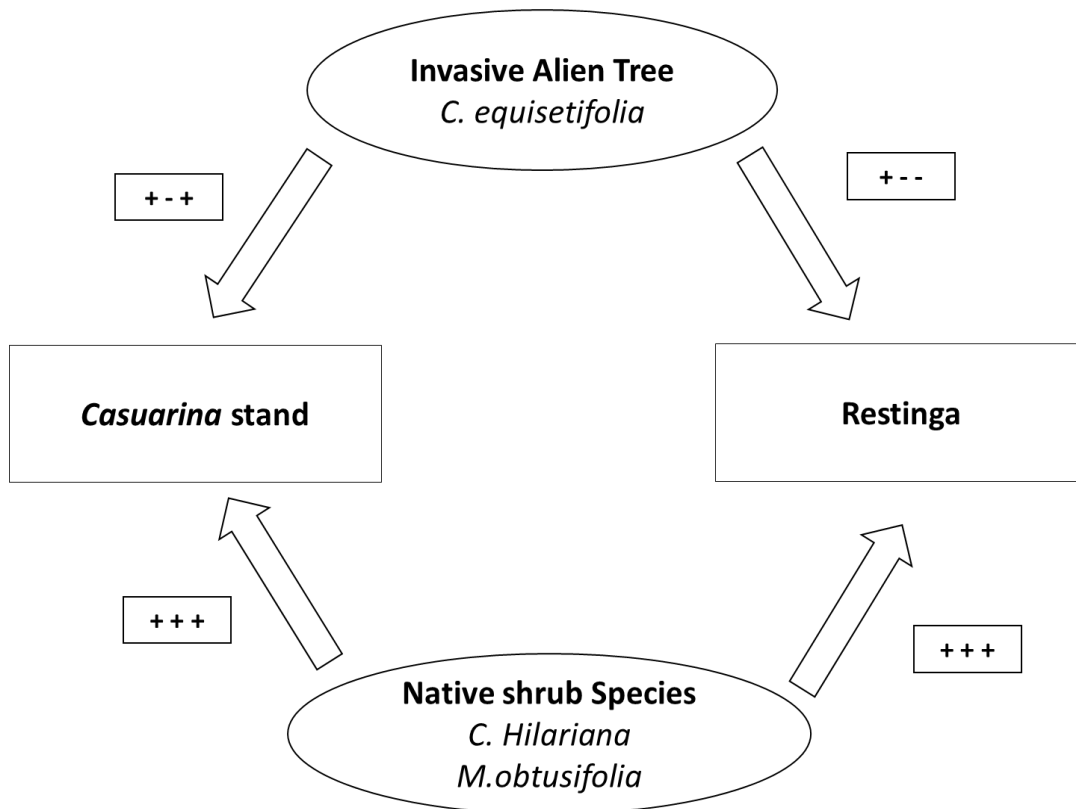 Invasive Alien Tree
C. equisetifolia
+ - +
+ - -
Casuarina stand
Restinga
+ + +
+ + +
Native shrub Species
C. Hilariana
M.obtusifolia